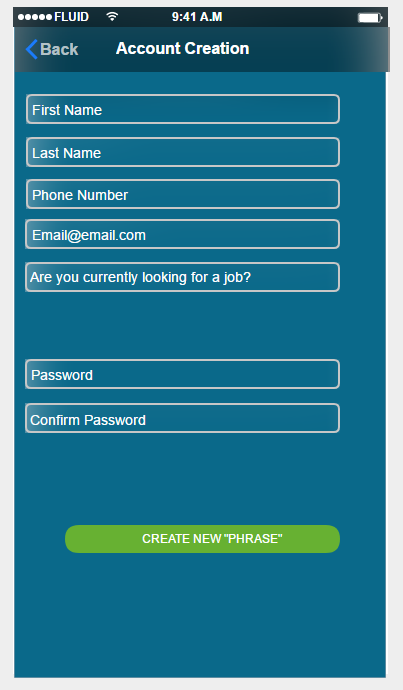 FLUID 9:41 A.M
Back Account Creation
First Name
Last Name
Phone Number
Email@email.com
Are you currently looking for a job?
Password
Confirm Password
CREATE NEW "PHRASE"